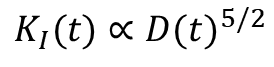 K_I(t) ∝ D(t)^{5/2}